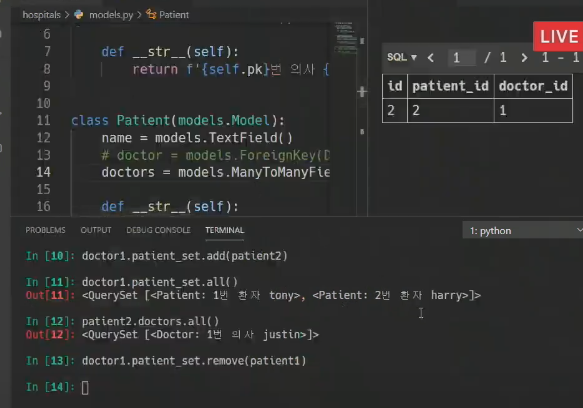 hospitals > models.py > Patient
6
7 def __str__(self):
8 return f'{self.pk}번 의사 {
9
10
11 class Patient(models.Model):
12 name = models.TextField()
13 # doctor = models.ForeignKey(D
14 doctors = models.ManyToManyFie
15
16 def __str__(self):
LIVE
SQL ▾ < 1 / 1 > 1 - 1
id patient_id doctor_id
2 2 1
PROBLEMS OUTPUT DEBUG CONSOLE TERMINAL 1: python
In [10]: doctor1.patient_set.add(patient2)
In [11]: doctor1.patient_set.all()
Out[11]: <QuerySet [<Patient: 1번 환자 tony>, <Patient: 2번 환자 harry>]>
In [12]: patient2.doctors.all()
Out[12]: <QuerySet [<Doctor: 1번 의사 justin>]>
In [13]: doctor1.patient_set.remove(patient1)
In [14]: